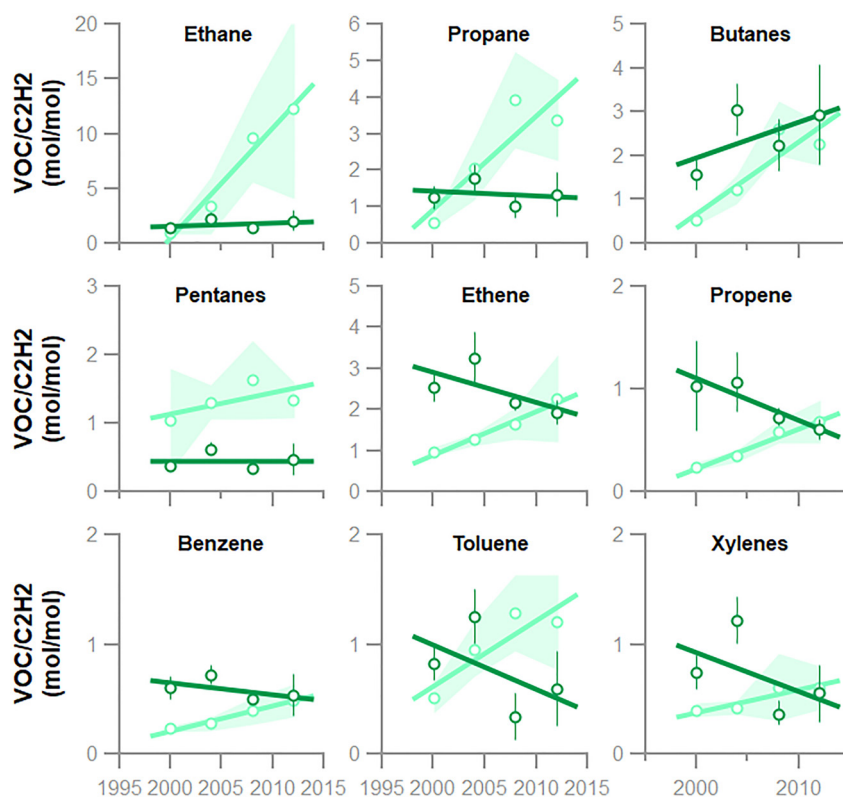 Ethane
Propane
Butanes
VOC/C2H2
(mol/mol)
20
15
10
5
0
6
5
4
3
2
1
0
5
4
3
2
1
0
Pentanes
Ethene
Propene
VOC/C2H2
(mol/mol)
3
2
1
0
5
4
3
2
1
0
2
1
0
Benzene
Toluene
Xylenes
VOC/C2H2
(mol/mol)
2
1
0
2
1
0
2
1
0
1995 2000 2005 2010 2015
1995 2000 2005 2010 2015
2000 2010